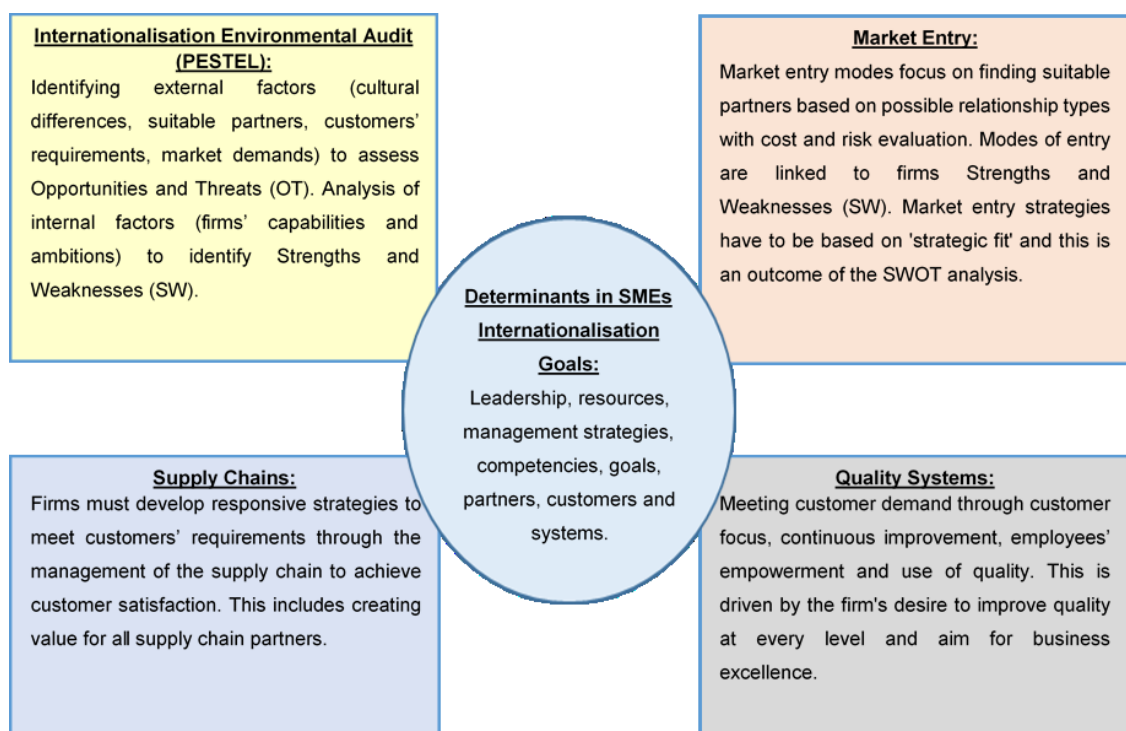 Internationalisation Environmental Audit
(PESTEL):
Identifying external factors (cultural
differences, suitable partners, customers'
requirements, market demands) to assess
Opportunities and Threats (OT). Analysis of
internal factors (firms' capabilities and
ambitions) to identify Strengths and
Weaknesses (SW).
Market Entry:
Market entry modes focus on finding suitable
partners based on possible relationship types
with cost and risk evaluation. Modes of entry
are linked to firms Strengths and
Weaknesses (SW). Market entry strategies
have to be based on 'strategic fit' and this is
an outcome of the SWOT analysis.
Determinants in SMEs
Internationalisation
Goals:
Leadership, resources,
management strategies,
competencies, goals,
partners, customers and
systems.
Supply Chains:
Firms must develop responsive strategies to
meet customers' requirements through the
management of the supply chain to achieve
customer satisfaction. This includes creating
value for all supply chain partners.
Quality Systems:
Meeting customer demand through customer
focus, continuous improvement, employees'
empowerment and use of quality. This is
driven by the firm's desire to improve quality
at every level and aim for business
excellence.